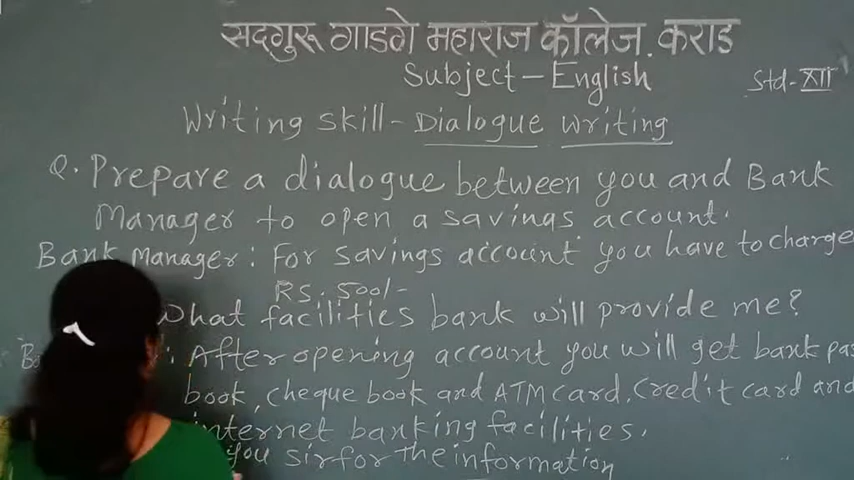 सद्गुरू गाडगे महाराज कॉलेज. कराड
Subject - English
Std - XII
Writing skill - Dialogue writing
Q. Prepare a dialogue between you and Bank
Manager to open a savings account.
Bank Manager : For savings account you have to charge
RS. 500/-
What facilities bank will provide me?
: After opening account you will get bank pas
book, cheque book and ATM card, Credit card and
internet banking facilities.
you sir for the information